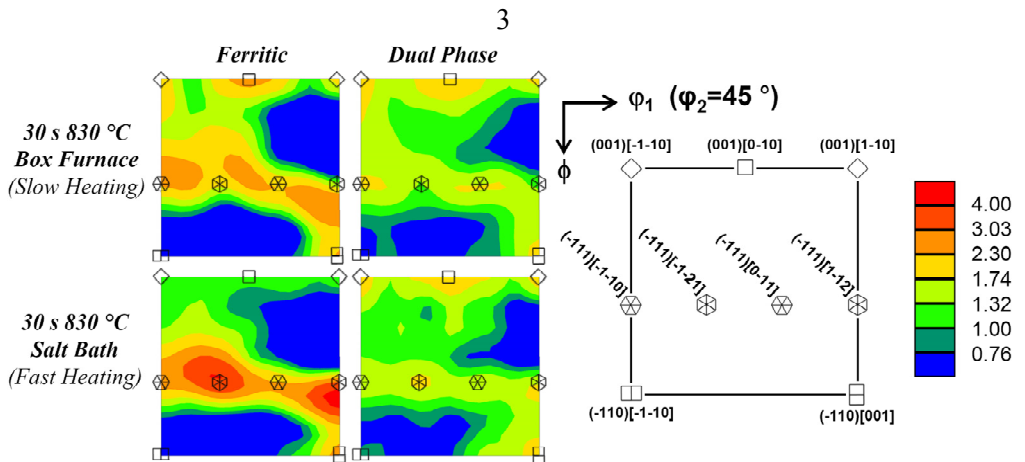 3
Ferritic
Dual Phase
30 s 830 °C
Box Furnace
(Slow Heating)
30 s 830 °C
Salt Bath
(Fast Heating)
φ1 (φ2=45 °)
ϕ
(001)[-1-10]
(001)[0-10]
(001)[1-10]
(-111)[-1-10]
(-111)[-1-21]
(-111)[0-11]
(-111)[1-12]
(-110)[-1-10]
(-110)[001]
4.00
3.03
2.30
1.74
1.32
1.00
0.76